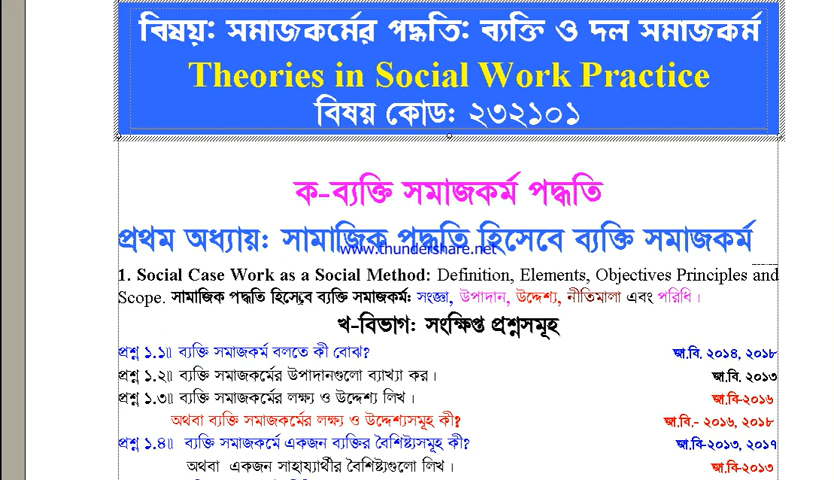 বিষয়: সমাজকর্মের পদ্ধতি: ব্যক্তি ও দল সমাজকর্ম
Theories in Social Work Practice
বিষয় কোড: ২৩২১০১
ক-ব্যক্তি সমাজকর্ম পদ্ধতি
প্রথম অধ্যায়: সামাজিক পদ্ধতি হিসেবে ব্যক্তি সমাজকর্ম
www.thundershare.net
1. Social Case Work as a Social Method: Definition, Elements, Objectives Principles and
Scope. সামাজিক পদ্ধতি হিসেবে ব্যক্তি সমাজকর্ম: সংজ্ঞা, উপাদান, উদ্দেশ্য, নীতিমালা এবং পরিধি।
খ-বিভাগ: সংক্ষিপ্ত প্রশ্নসমূহ
প্রশ্ন ১.১॥ ব্যক্তি সমাজকর্ম বলতে কী বোঝ? জা.বি. ২০১৪, ২০১৮
প্রশ্ন ১.২॥ ব্যক্তি সমাজকর্মের উপাদানগুলো ব্যাখ্যা কর। জা.বি. ২০১৩
প্রশ্ন ১.৩॥ ব্যক্তি সমাজকর্মের লক্ষ্য ও উদ্দেশ্য লিখ। জা.বি-২০১৬
অথবা ব্যক্তি সমাজকর্মের লক্ষ্য ও উদ্দেশ্যসমূহ কী? জা.বি.- ২০১৬, ২০১৮
প্রশ্ন ১.৪॥ ব্যক্তি সমাজকর্মে একজন ব্যক্তির বৈশিষ্ট্যসমূহ কী? জা.বি-২০১৩, ২০১৭
অথবা একজন সাহায্যার্থীর বৈশিষ্ট্যগুলো লিখ। জা.বি-২০১৩